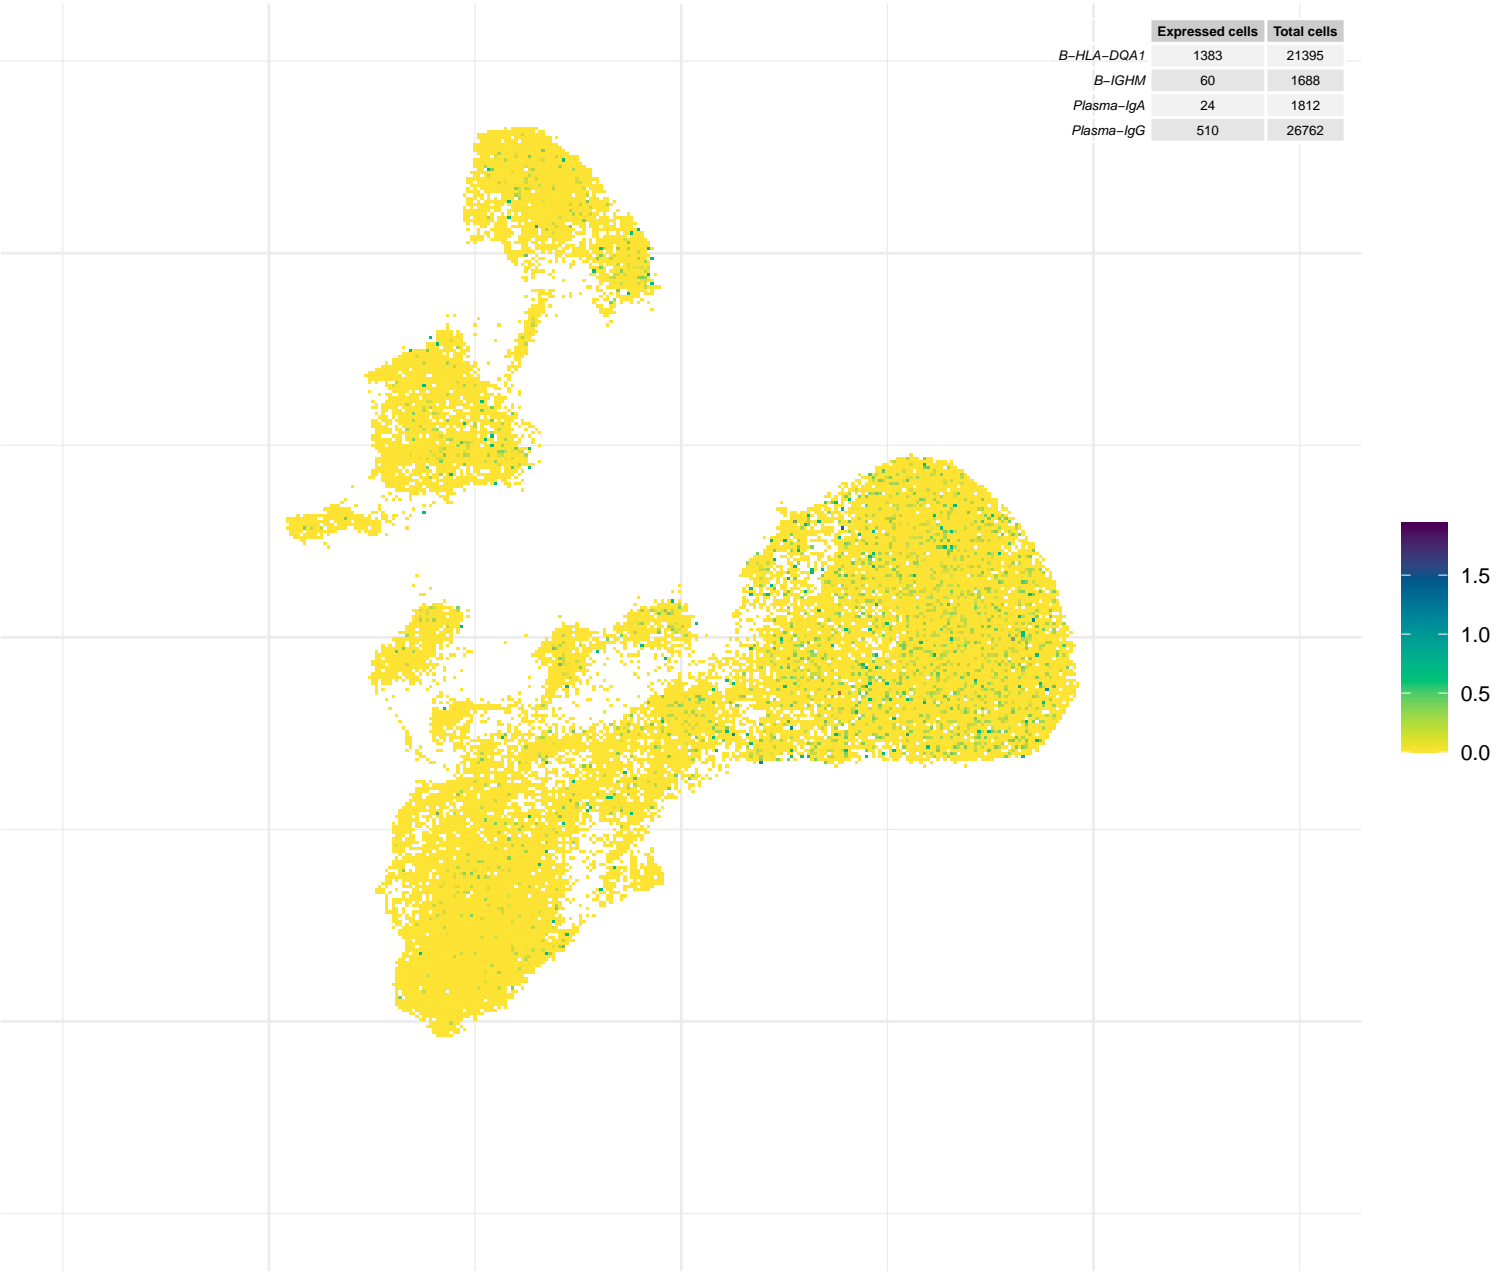 Expressed cells Total cells
B−HLA−DQA1 1383 21395
B−IGHM 60 1688
Plasma−IgA 24 1812
Plasma−IgG 510 26762
1.5
1.0
0.5
0.0